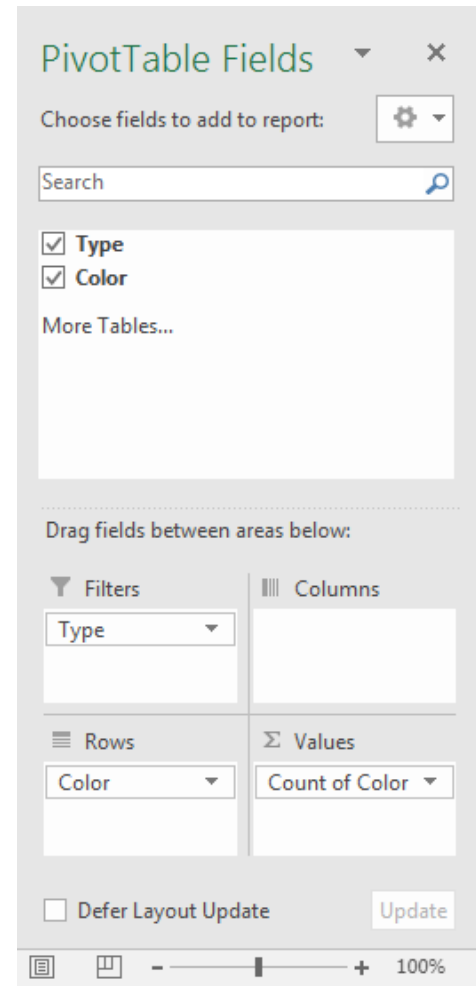 PivotTable Fields
Choose fields to add to report:
Search
Type
Color
More Tables...
Drag fields between areas below:
Filters
Columns
Type
Rows
Σ Values
Color
Count of Color
Defer Layout Update
Update
100%